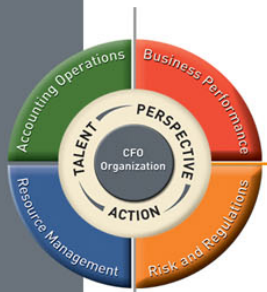 Accounting Operations
Business Performance
TALENT
PERSPECTIVE
ACTION
CFO
Organization
Resource Management
Risk and Regulations